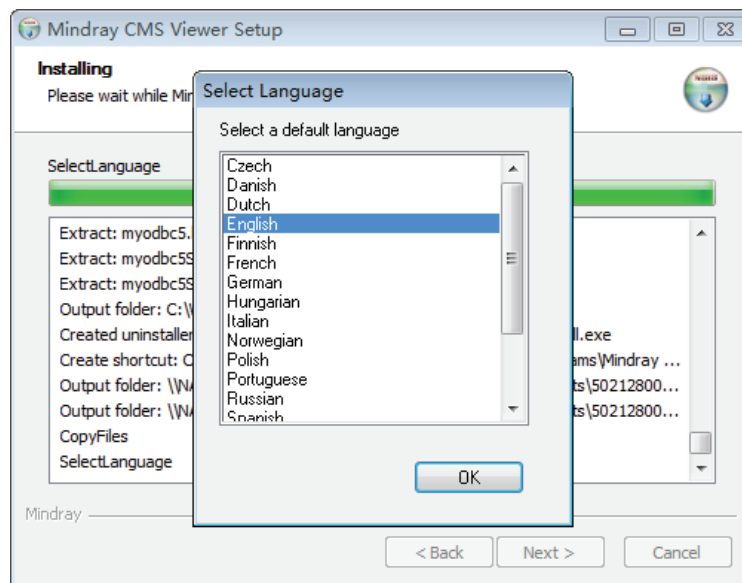 Mindray CMS Viewer Setup
Installing
Please wait while Min
Select Language
Select a default language
SelectLanguage
Czech
Danish
Dutch
English
Finnish
French
German
Hungarian
Italian
Norwegian
Polish
Portuguese
Russian
Spanish
Extract: myodbc5.
Extract: myodbc5S
Extract: myodbc5S
Output folder: C:\
Created uninstaller ll.exe
Create shortcut: C ams\Mindray ...
Output folder: \\NA ts\50212800...
Output folder: \\NA ts\50212800...
CopyFiles
SelectLanguage
OK
Mindray
< Back Next > Cancel